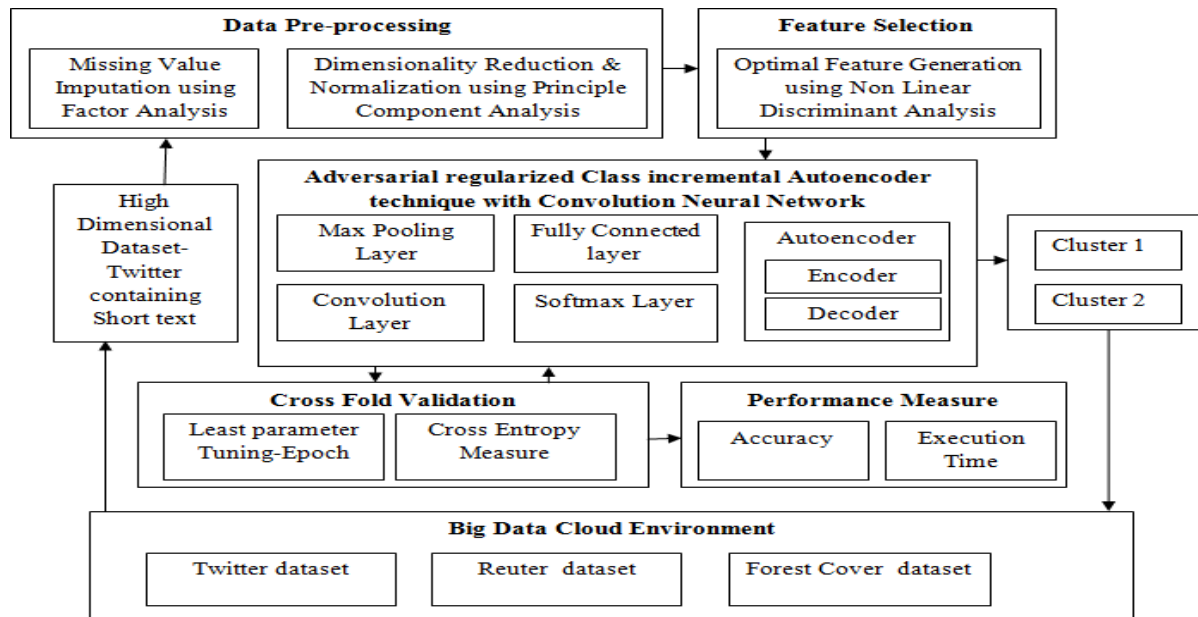 Data Pre-processing
Missing Value
Imputation using
Factor Analysis
Dimensionality Reduction &
Normalization using Principle
Component Analysis
Feature Selection
Optimal Feature Generation
using Non Linear
Discriminant Analysis
High
Dimensional
Dataset-
Twitter
containing
Short text
Adversarial regularized Class incremental Autoencoder
technique with Convolution Neural Network
Max Pooling
Layer
Fully Connected
layer
Convolution
Layer
Softmax Layer
Autoencoder
Encoder
Decoder
Cluster 1
Cluster 2
Cross Fold Validation
Least parameter
Tuning-Epoch
Cross Entropy
Measure
Performance Measure
Accuracy
Execution
Time
Big Data Cloud Environment
Twitter dataset
Reuter dataset
Forest Cover dataset